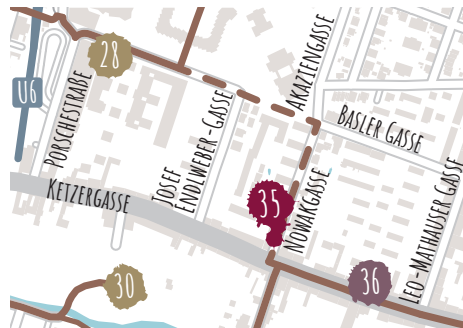 28
U6
PORSCHESTRAßE
AKAZIENGASSE
BASLER GASSE
JOSEF
ENDLWEBER-GASSE
KETZERGASSE
35
NOWAKGASSE
LEO-MATHAUSER GASSE
36
30